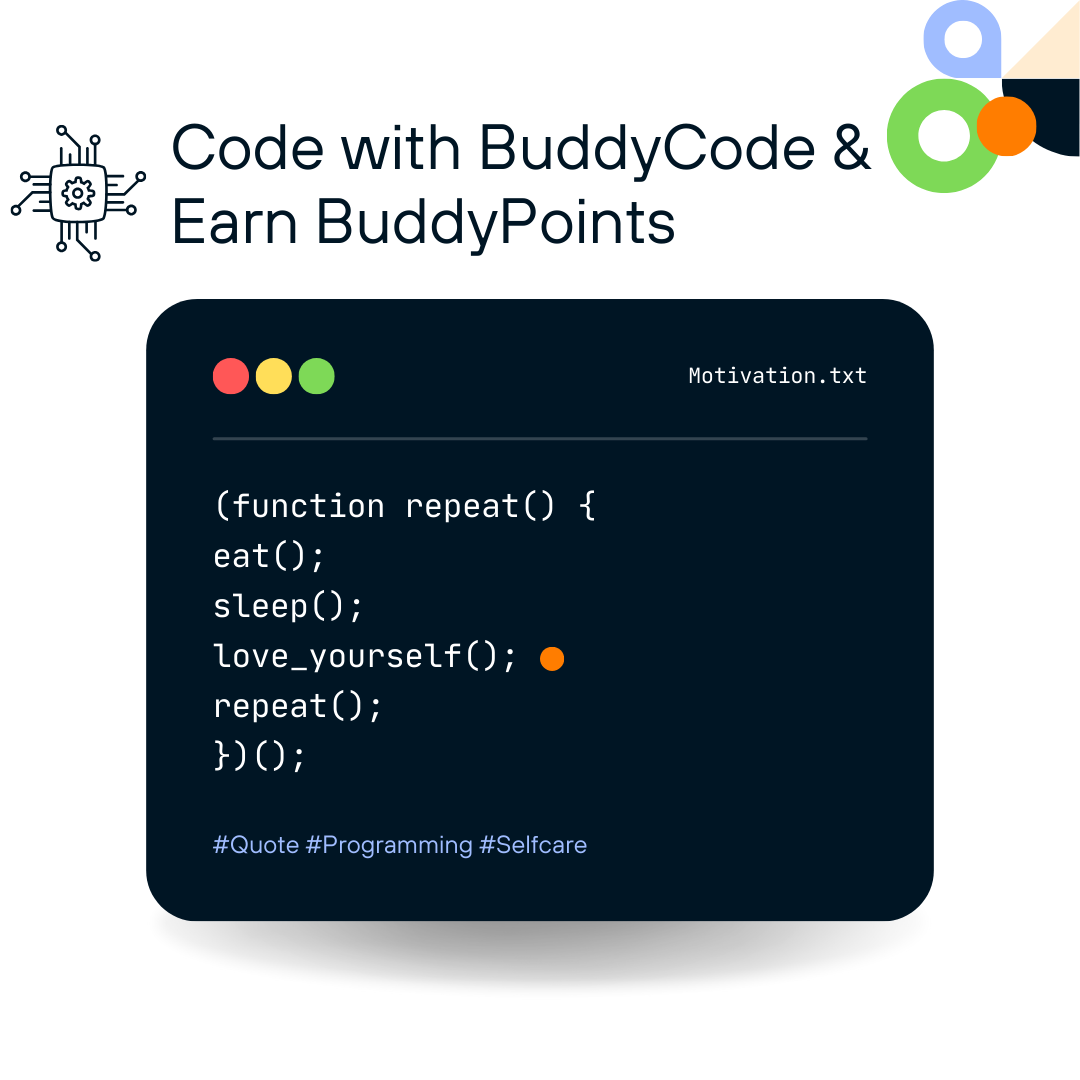 Code with BuddyCode &
Earn BuddyPoints
Motivation.txt
(function repeat() {
eat();
sleep();
love_yourself();
repeat();
})();
#Quote #Programming #Selfcare